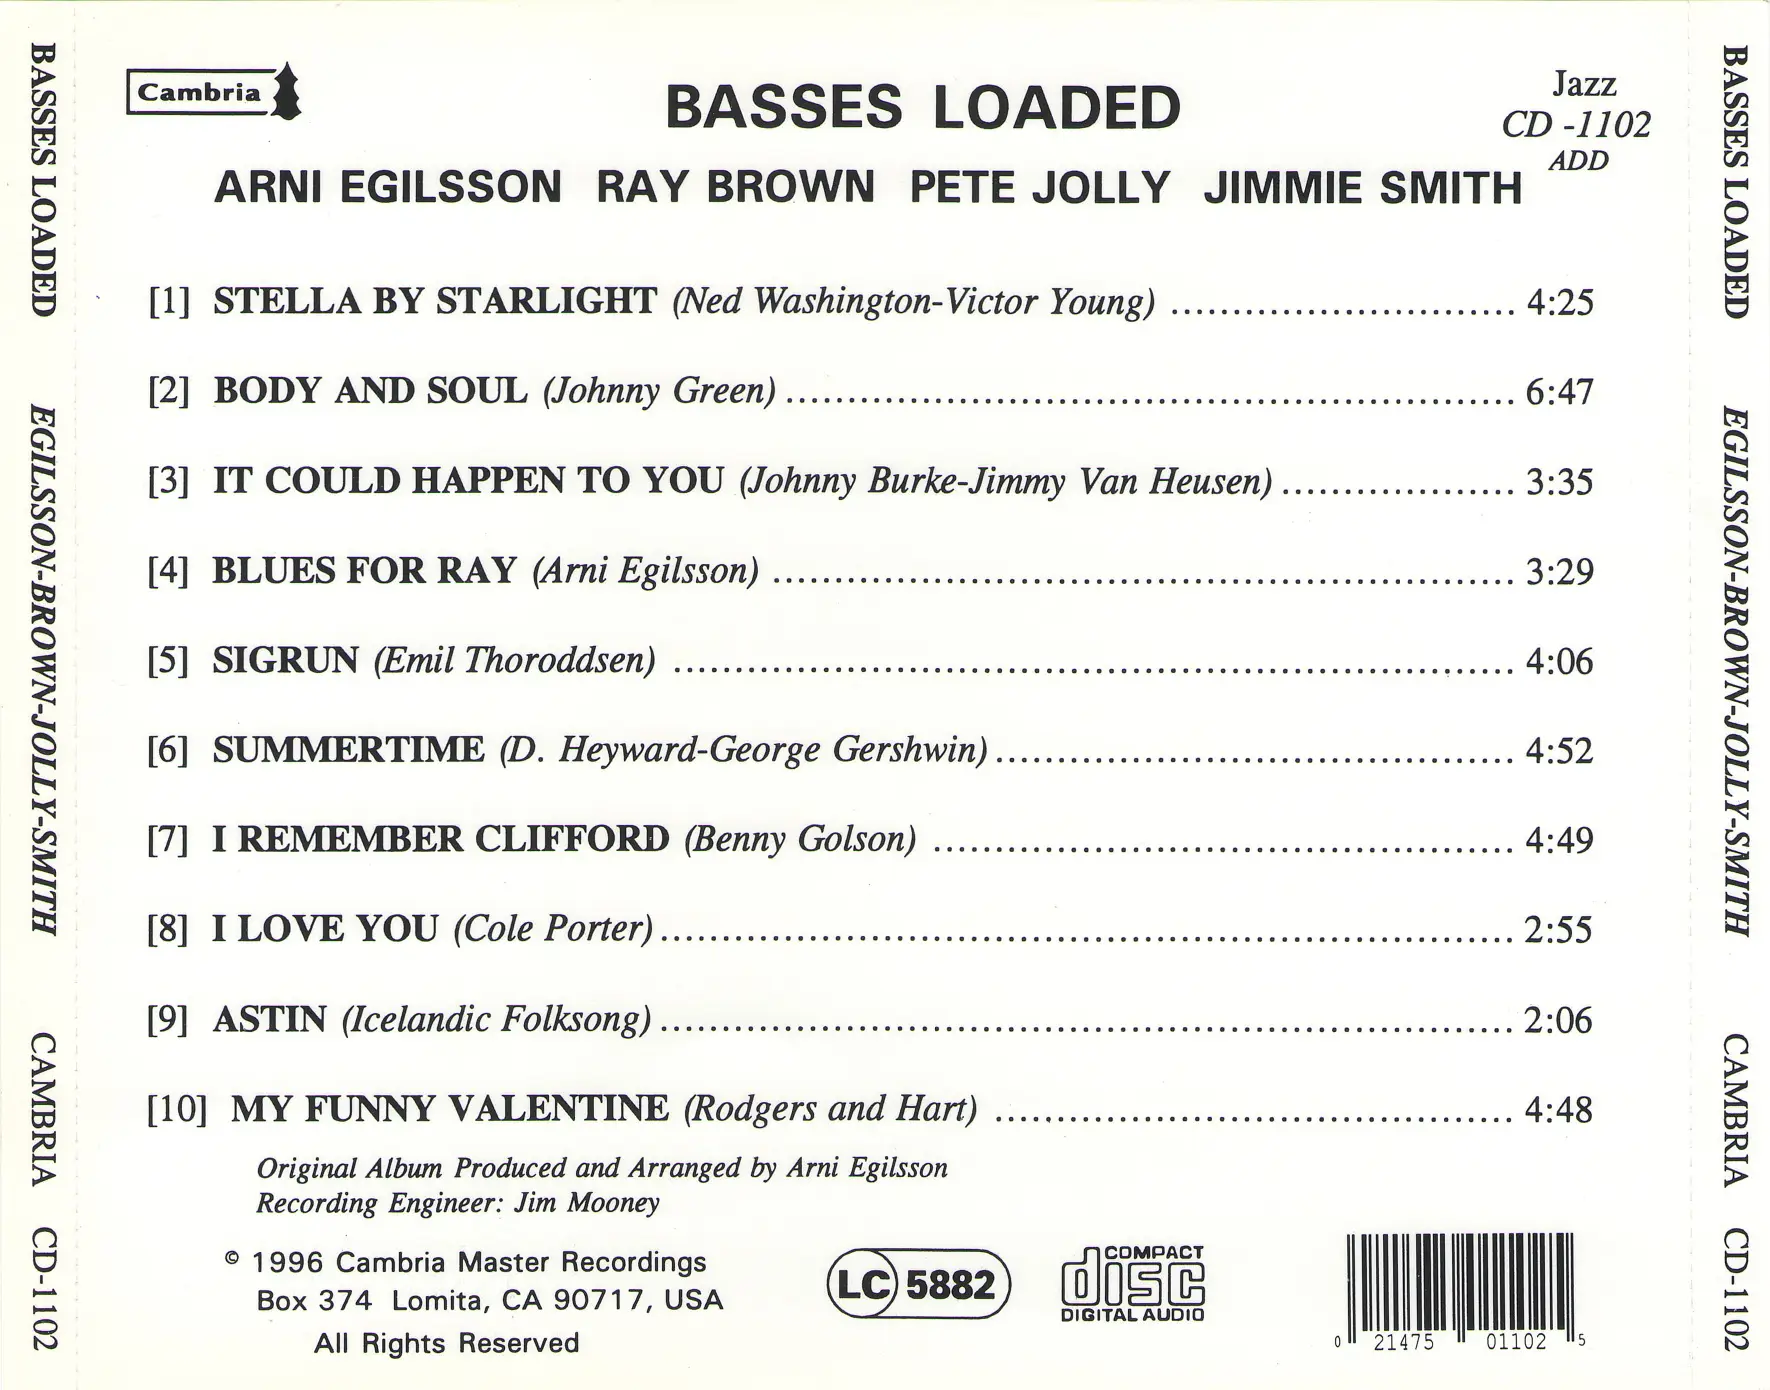 BASSES LOADED EGILSSON-BROWN-JOLLY-SMITH CAMBRIA CD-1102
Cambria
BASSES LOADED
Jazz
CD -1102
ADD
ARNI EGILSSON RAY BROWN PETE JOLLY JIMMIE SMITH
[1] STELLA BY STARLIGHT (Ned Washington-Victor Young) ............................ 4:25
[2] BODY AND SOUL (Johnny Green) ............................................................ 6:47
[3] IT COULD HAPPEN TO YOU (Johnny Burke-Jimmy Van Heusen) ................... 3:35
[4] BLUES FOR RAY (Arni Egilsson) ............................................................. 3:29
[5] SIGRUN (Emil Thoroddsen) ..................................................................... 4:06
[6] SUMMERTIME (D. Heyward-George Gershwin) .......................................... 4:52
[7] I REMEMBER CLIFFORD (Benny Golson) ............................................... 4:49
[8] I LOVE YOU (Cole Porter) ...................................................................... 2:55
[9] ASTIN (Icelandic Folksong) ...................................................................... 2:06
[10] MY FUNNY VALENTINE (Rodgers and Hart) .......................................... 4:48
Original Album Produced and Arranged by Arni Egilsson
Recording Engineer: Jim Mooney
© 1996 Cambria Master Recordings
Box 374 Lomita, CA 90717, USA
All Rights Reserved
LC 5882
COMPACT
disc
DIGITAL AUDIO
0 21475 01102 5
BASSES LOADED EGILSSON-BROWN-JOLLY-SMITH CAMBRIA CD-1102